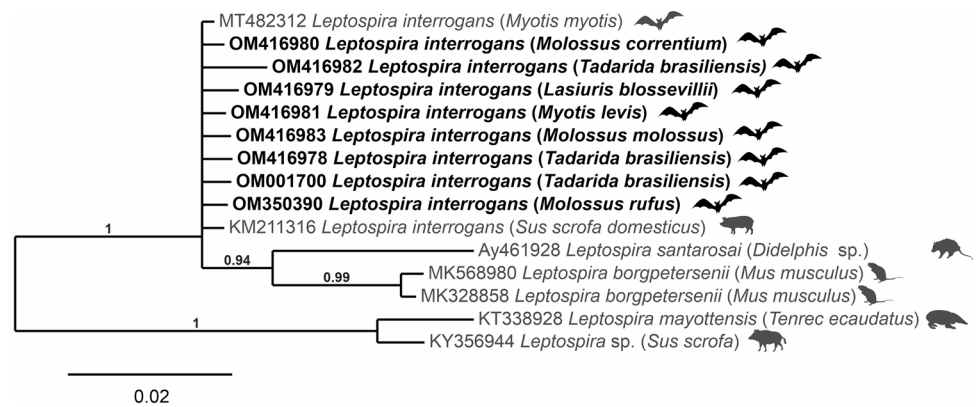 MT482312 Leptospira interrogans (Myotis myotis)
OM416980 Leptospira interrogans (Molossus correntium)
OM416982 Leptospira interrogans (Tadarida brasiliensis)
OM416979 Leptospira interrogans (Lasiuris blossevillii)
OM416981 Leptospira interrogans (Myotis levis)
OM416983 Leptospira interrogans (Molossus molossus)
OM416978 Leptospira interrogans (Tadarida brasiliensis)
OM001700 Leptospira interrogans (Tadarida brasiliensis)
OM350390 Leptospira interrogans (Molossus rufus)
KM211316 Leptospira interrogans (Sus scrofa domesticus)
1
Ay461928 Leptospira santarosai (Didelphis sp.)
0.94
MK568980 Leptospira borgpetersenii (Mus musculus)
0.99
MK328858 Leptospira borgpetersenii (Mus musculus)
KT338928 Leptospira mayottensis (Tenrec ecaudatus)
1
KY356944 Leptospira sp. (Sus scrofa)
0.02